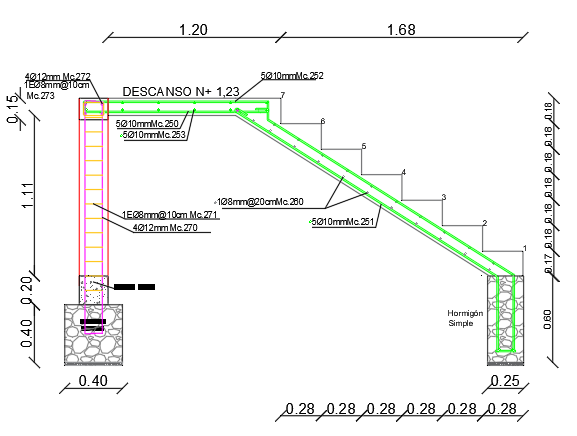 1.20
1.68
4Ø12mm Mc.272
1EØ8mm@10cm
Mc.273
5Ø10mmMc.252
DESCANSO N+ 1,23
7
0.15
5Ø10mmMc.250
5Ø10mmMc.253
6
5
4
3
2
1
1.11
1Ø8mm@20cmMc.260
1EØ8mm@10cm Mc.271
4Ø12mm Mc.270
5Ø10mmMc.251
0.18
0.18
0.18
0.18
0.18
0.18
0.17
0.20
0.40
Hormigón
Simple
0.60
0.40
0.25
0.28
0.28
0.28
0.28
0.28
0.28